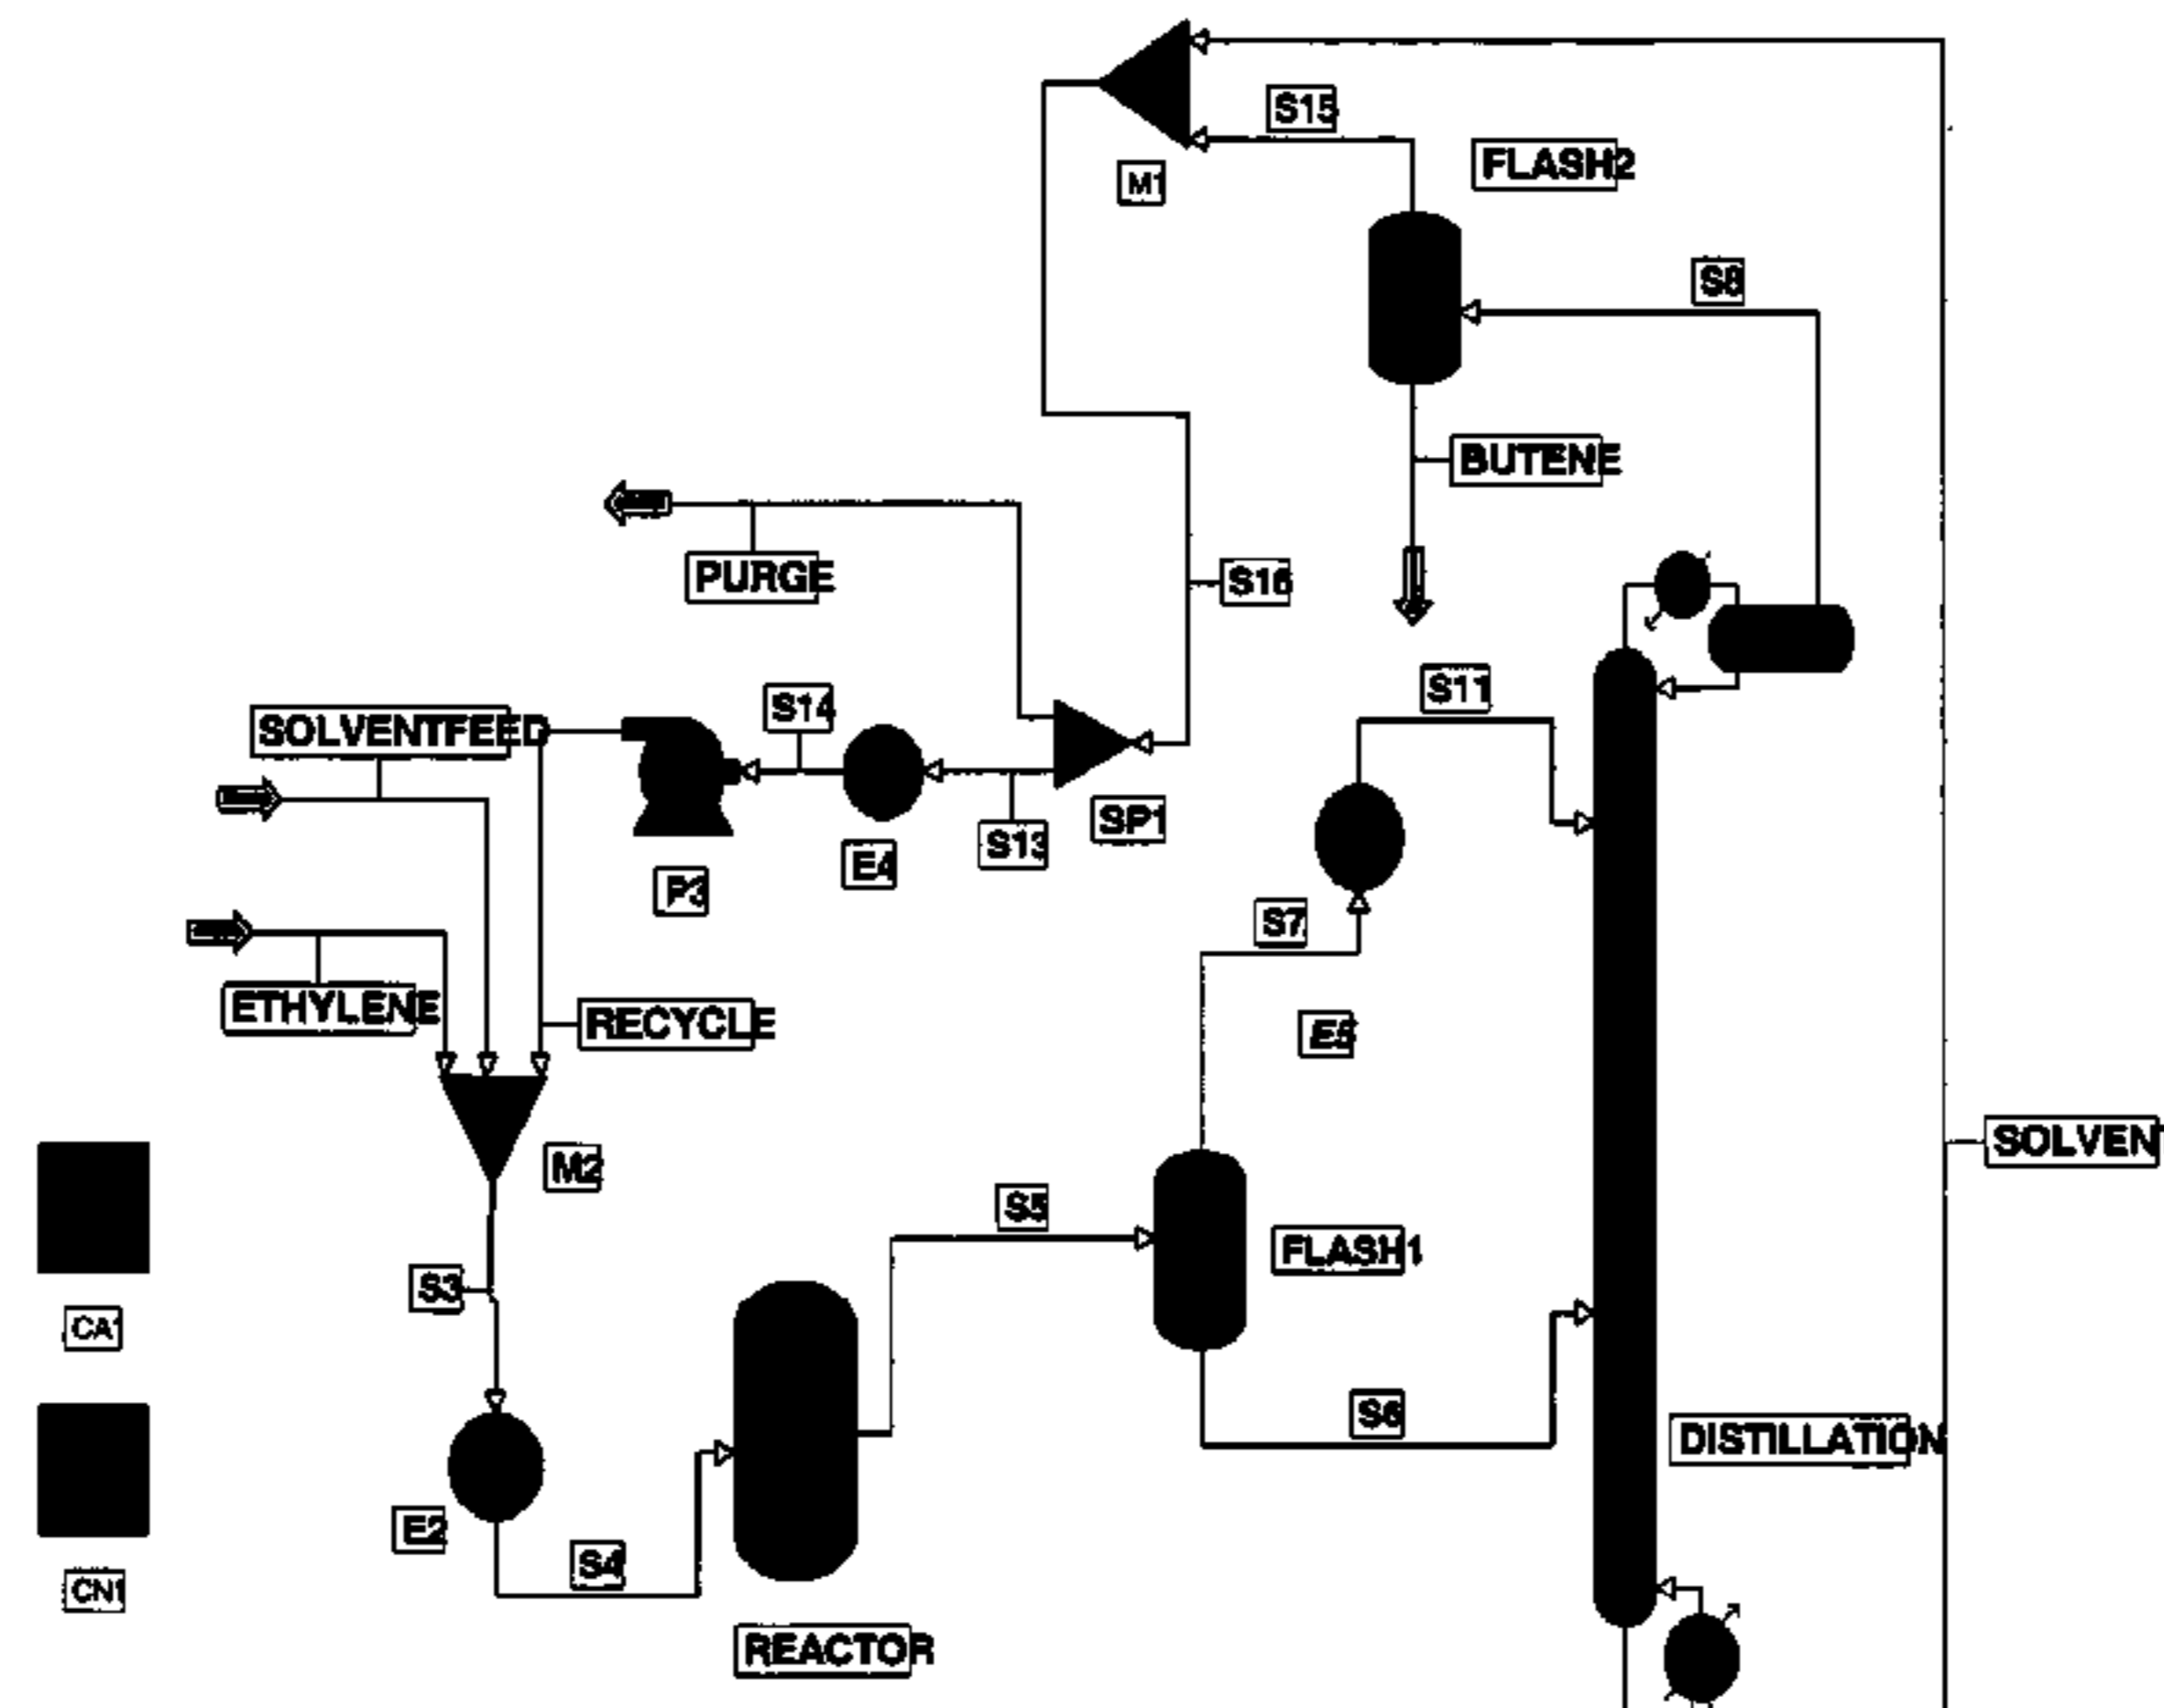 S15
FLASH2
M1
S8
BUTENE
PURGE
S16
S11
S14
SOLVENTFEED
SP1
S13
E4
P3
S7
ETHYLENE
RECYCLE
E5
SOLVEN
M2
S5
FLASH1
S3
CA1
S6
DISTILLATION
E2
S4
CN1
REACTOR